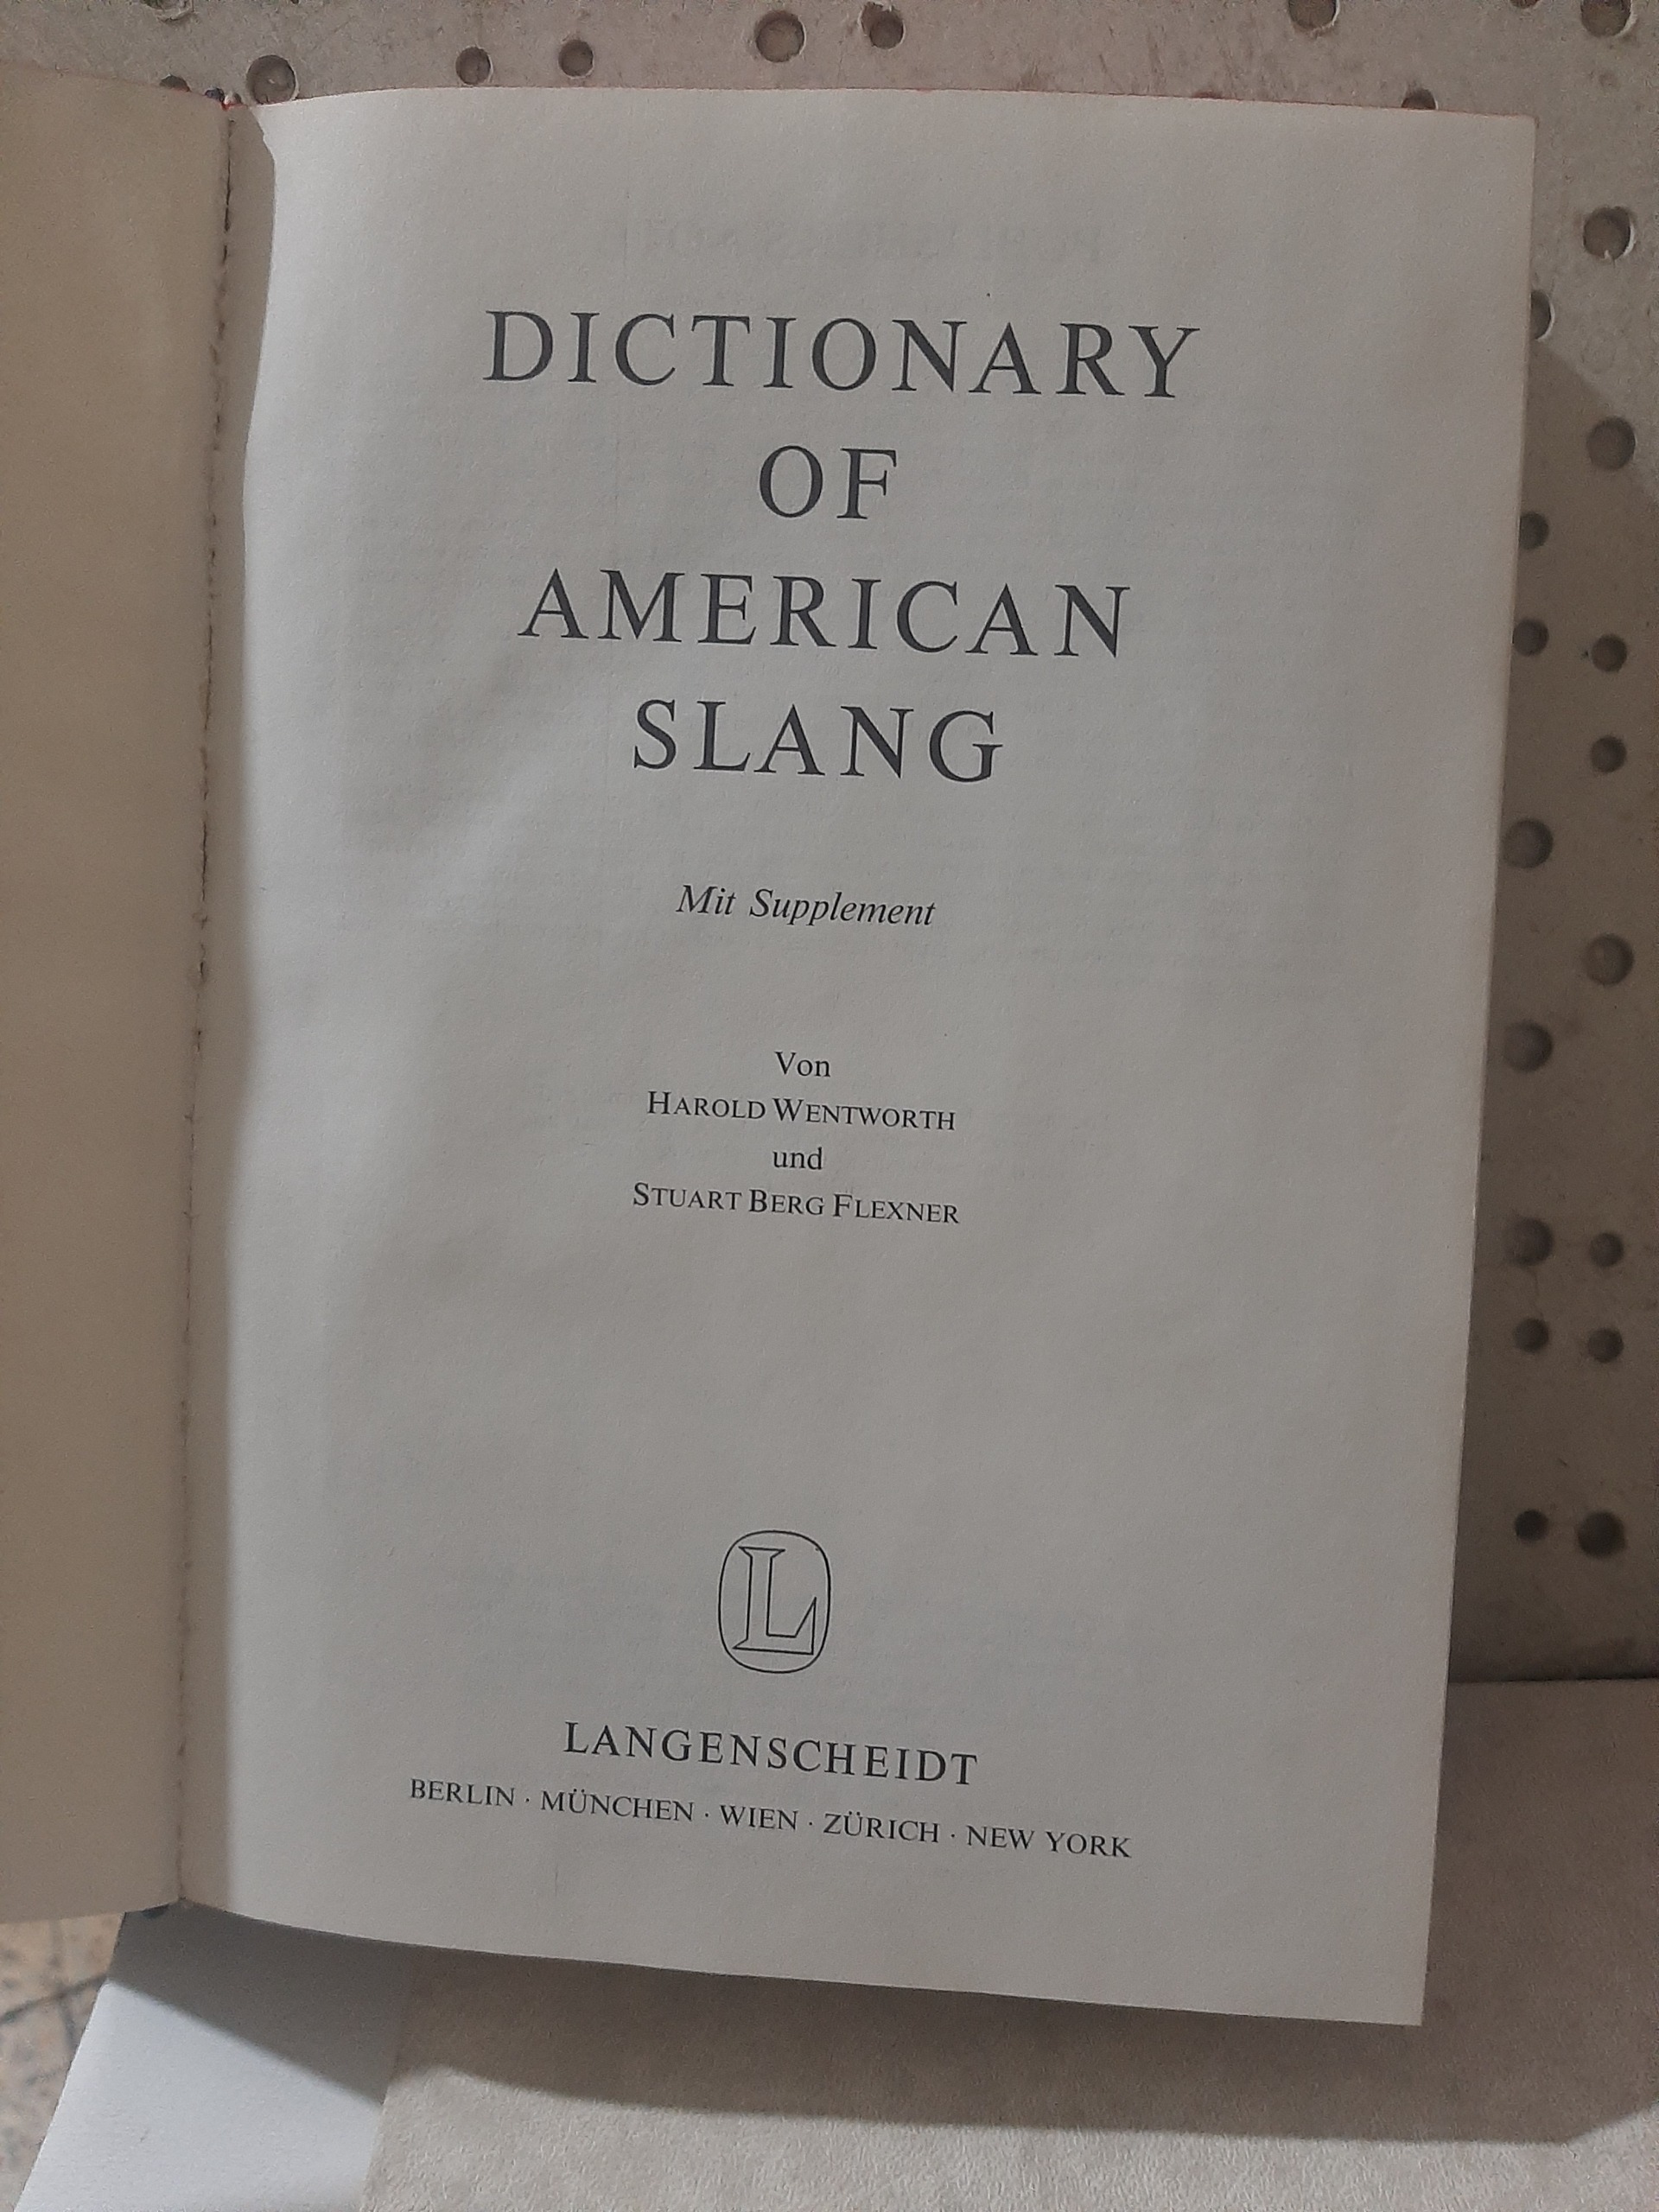 DICTIONARY
OF
AMERICAN
SLANG
Mit Supplement
Von
HAROLD WENTWORTH
und
STUART BERG FLEXNER
L
LANGENSCHEIDT
BERLIN · MÜNCHEN · WIEN · ZÜRICH · NEW YORK